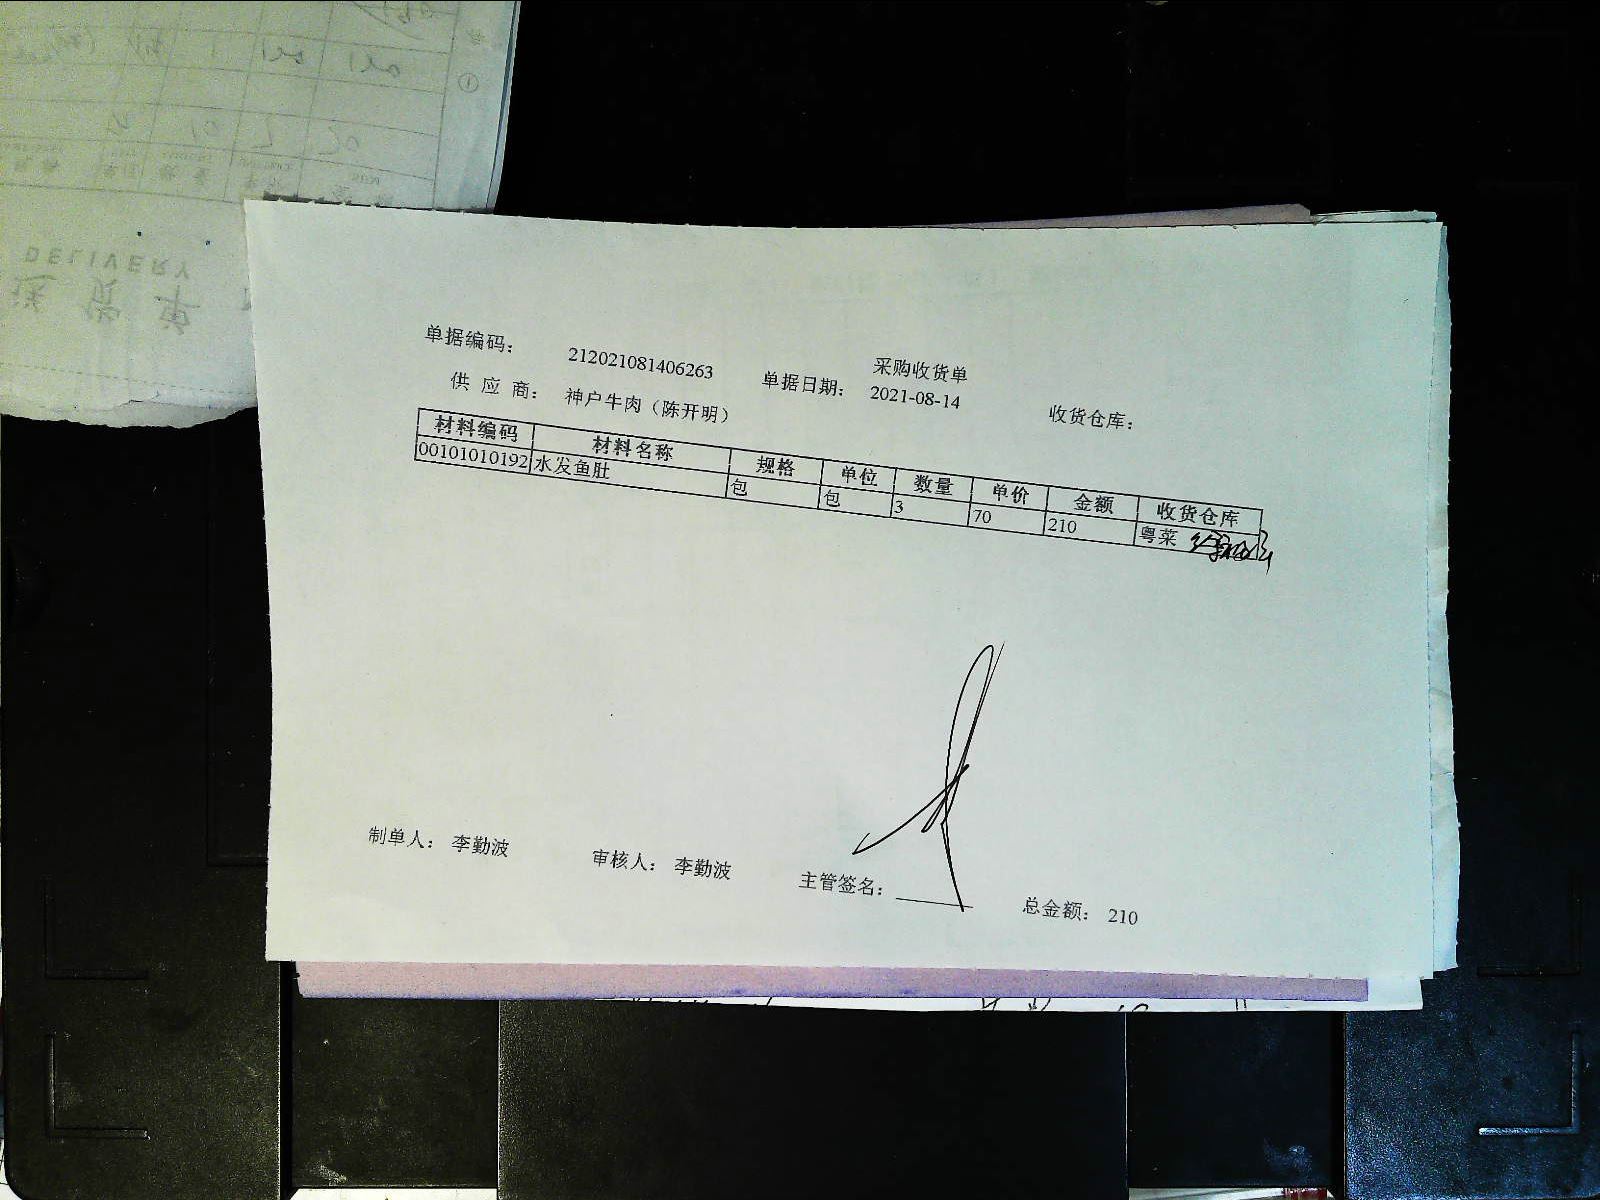 采购收货单
单据编码： 212021081406263 单据日期： 2021-08-14 收货仓库：
供 应 商： 神户牛肉（陈开明）
材料编码 材料名称 规格 单位 数量 单价 金额 收货仓库
00101010192 水发鱼肚 包 包 3 70 210 粤菜
制单人： 李勤波 审核人： 李勤波 主管签名： 总金额： 210
送 货 单
DELIVERY